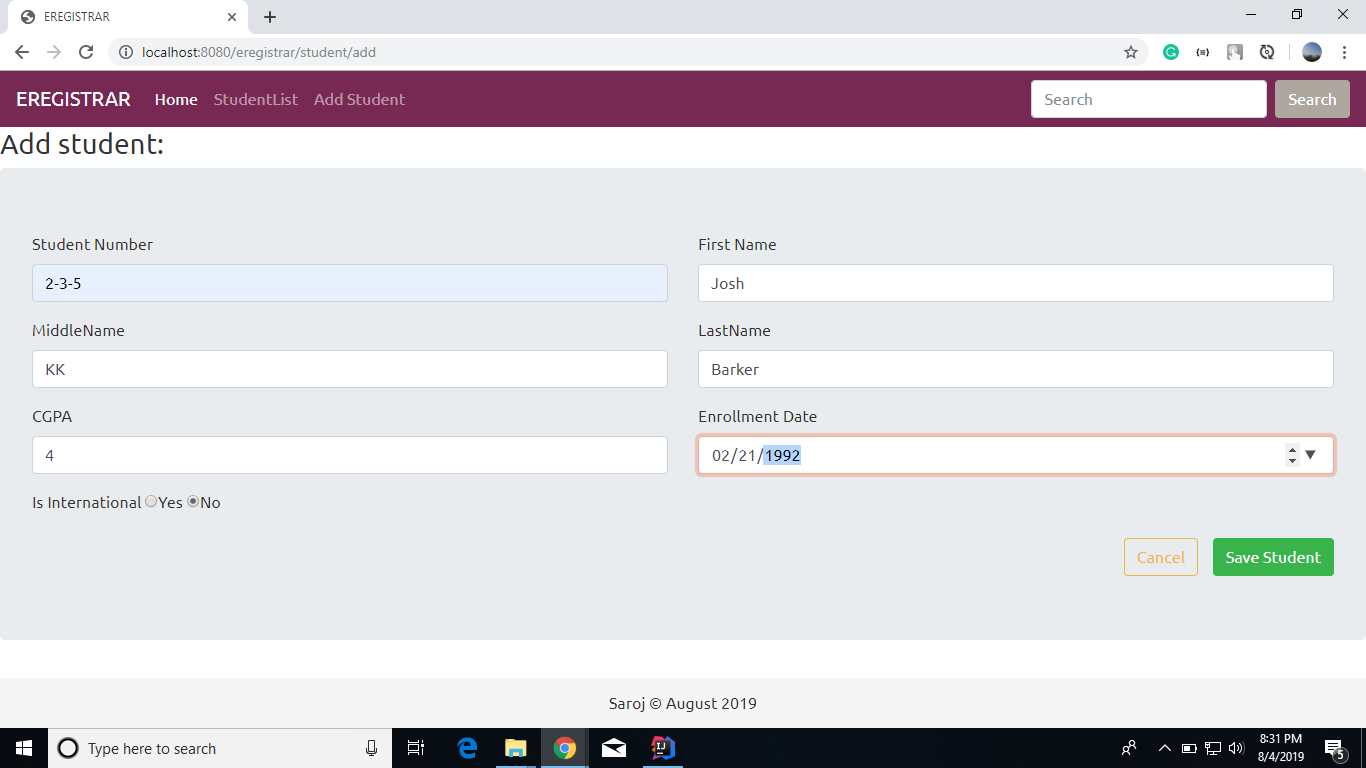 EREGISTRAR
localhost:8080/eregistrar/student/add
EREGISTRAR Home StudentList Add Student Search Search
Add student:
Student Number First Name
2-3-5 Josh
MiddleName LastName
KK Barker
CGPA Enrollment Date
4 02/21/1992
Is International Yes No
Cancel Save Student
Saroj © August 2019
Type here to search
8:31 PM
8/4/2019
5